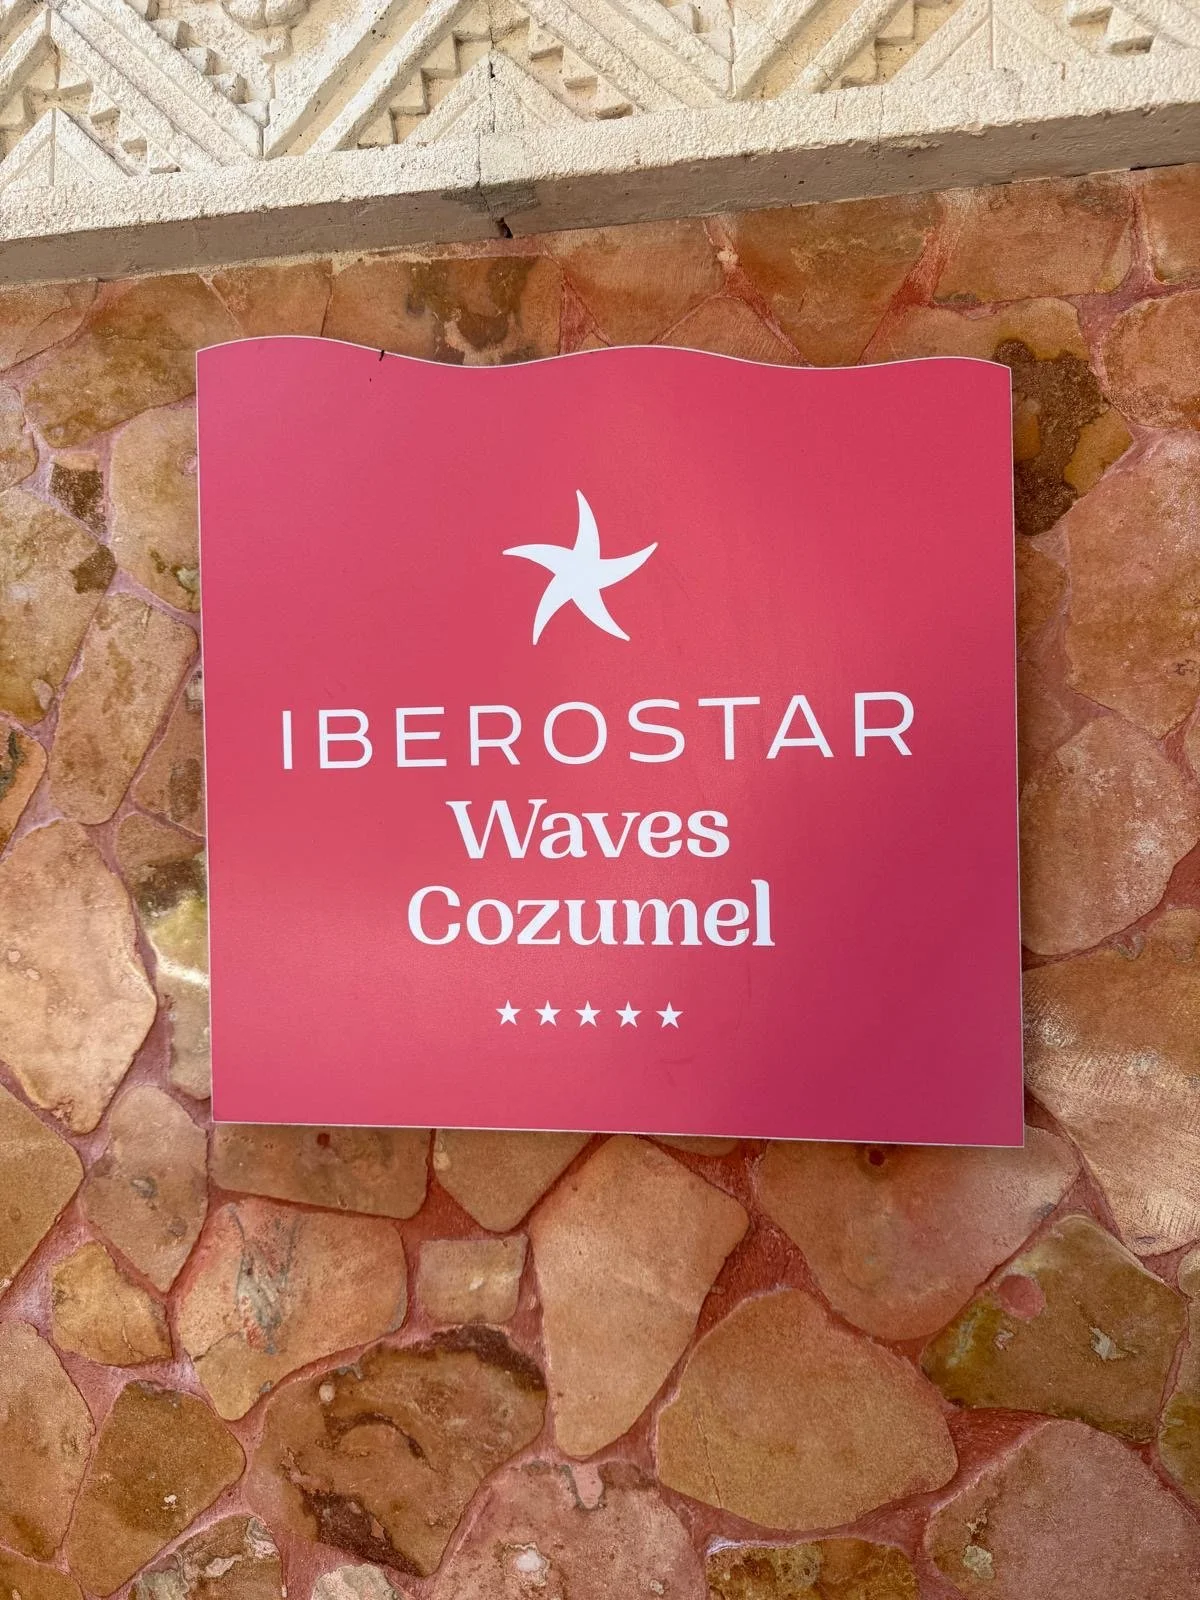 IBEROSTAR
Waves
Cozumel
★★★★★